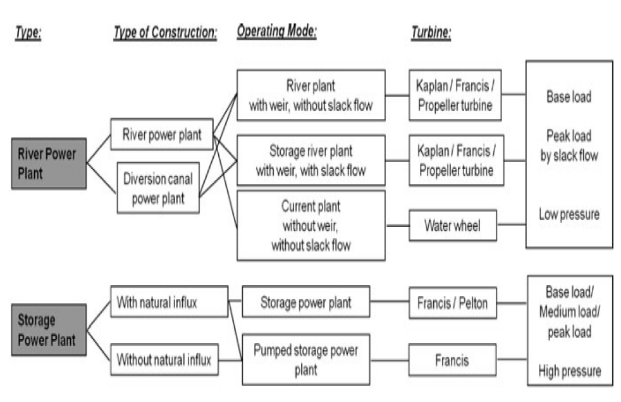 Type:
Type of Construction:
Operating Mode:
Turbine:
River Power
Plant
River power plant
Diversion canal
power plant
River plant
with weir, without slack flow
Storage river plant
with weir, with slack flow
Current plant
without weir,
without slack flow
Kaplan / Francis /
Propeller turbine
Kaplan / Francis /
Propeller turbine
Water wheel
Base load
Peak load
by slack flow
Low pressure
Storage
Power Plant
With natural influx
Without natural influx
Storage power plant
Pumped storage power
plant
Francis / Pelton
Francis
Base load/
Medium load/
peak load
High pressure